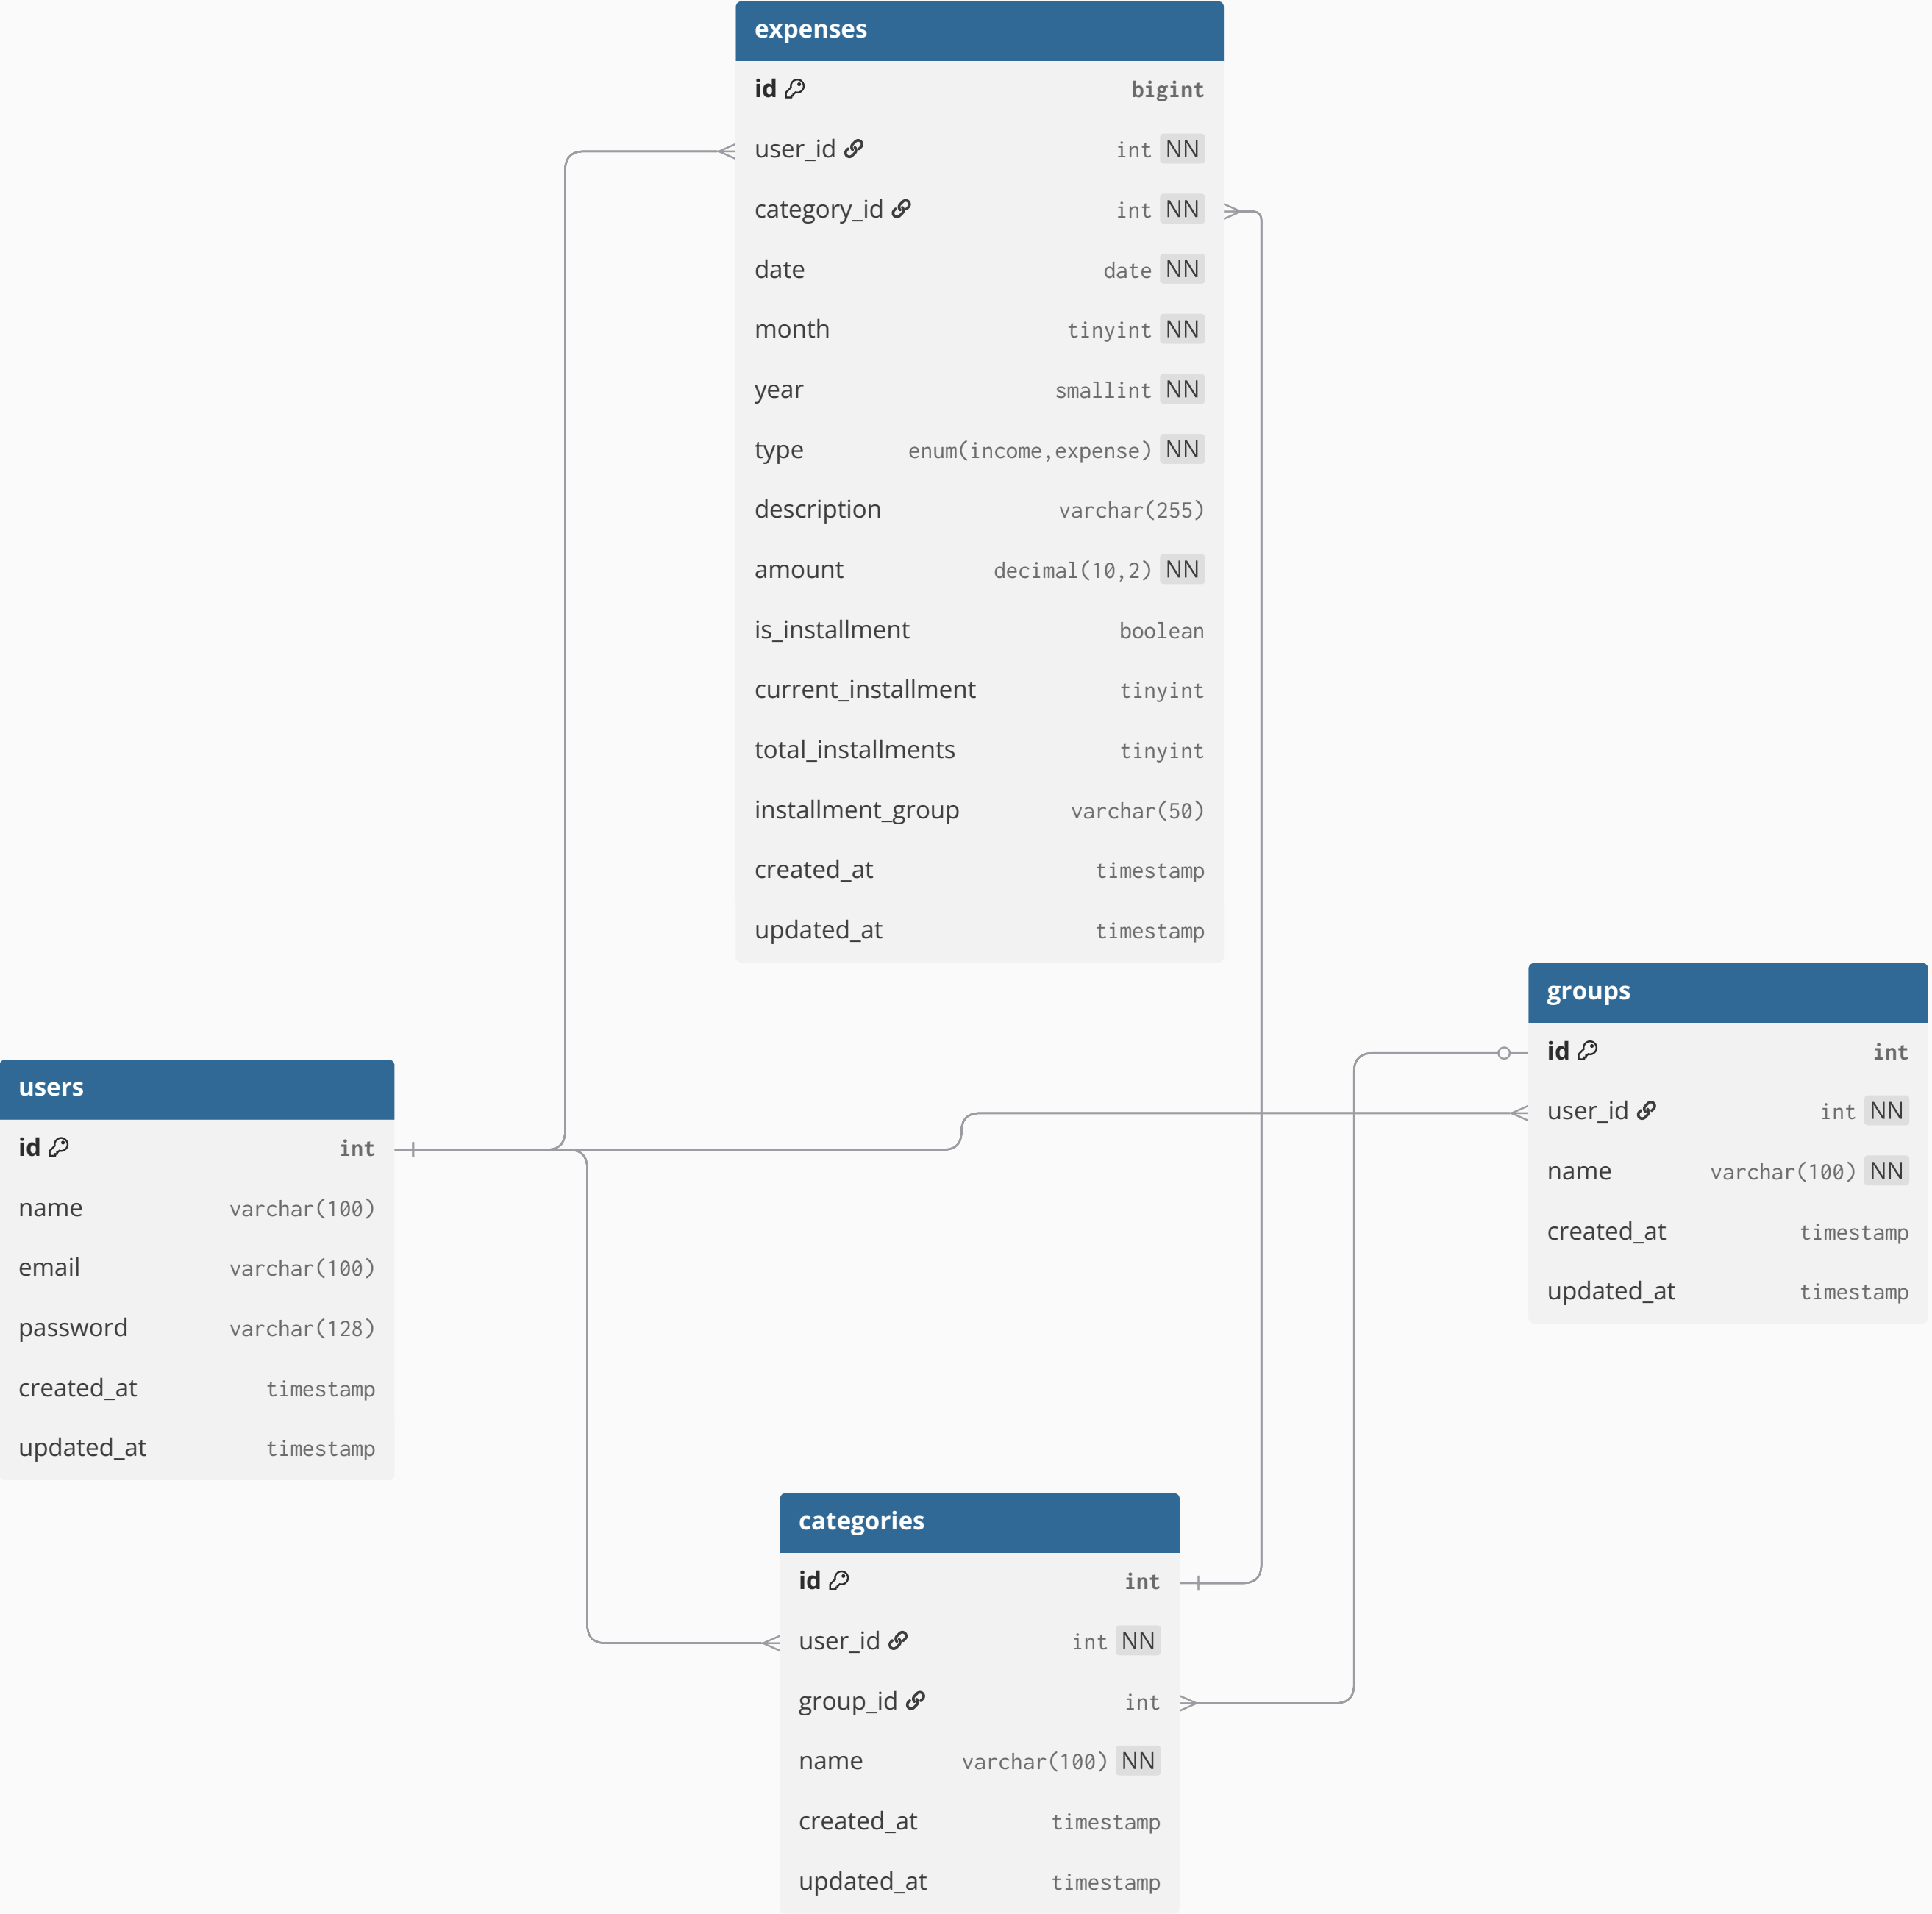 expenses
id bigint
user_id int NN
category_id int NN
date date NN
month tinyint NN
year smallint NN
type enum(income,expense) NN
description varchar(255)
amount decimal(10,2) NN
is_installment boolean
current_installment tinyint
total_installments tinyint
installment_group varchar(50)
created_at timestamp
updated_at timestamp
groups
id int
user_id int NN
name varchar(100) NN
created_at timestamp
updated_at timestamp
users
id int
name varchar(100)
email varchar(100)
password varchar(128)
created_at timestamp
updated_at timestamp
categories
id int
user_id int NN
group_id int
name varchar(100) NN
created_at timestamp
updated_at timestamp